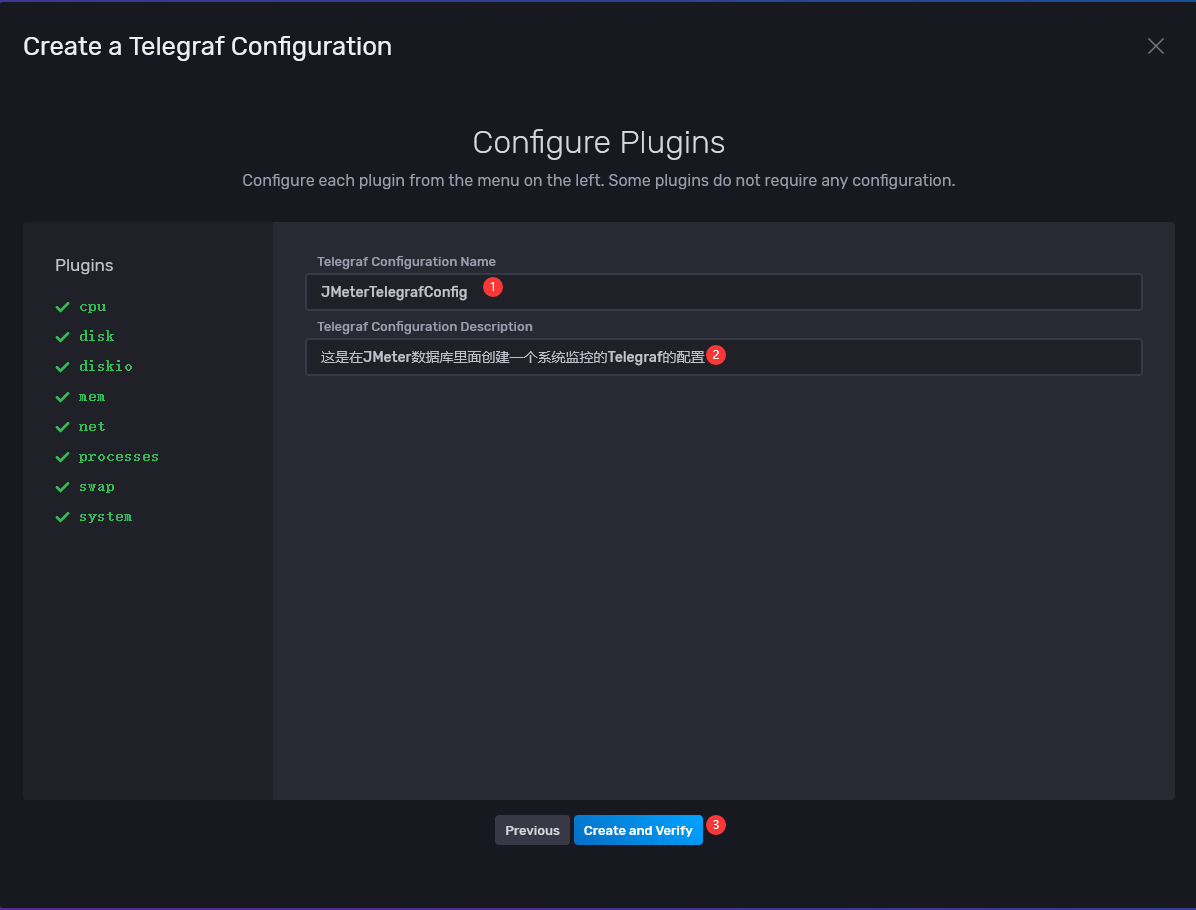 Create a Telegraf Configuration
Configure Plugins
Configure each plugin from the menu on the left. Some plugins do not require any configuration.
Plugins
cpu
disk
diskio
mem
net
processes
swap
system
Telegraf Configuration Name
JMeterTelegrafConfig 1
Telegraf Configuration Description
这是在JMeter数据库里面创建一个系统监控的Telegraf的配置 2
Previous
Create and Verify 3